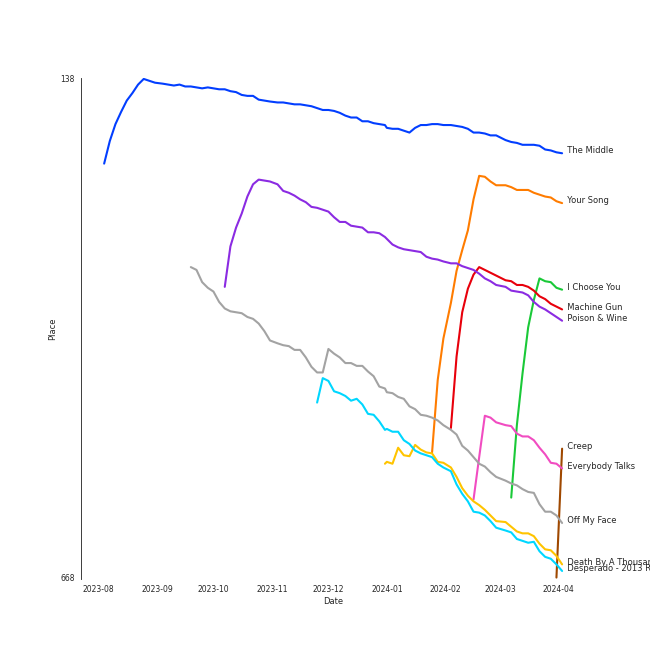 138
The Middle
Your Song
I Choose You
Machine Gun
Poison & Wine
Place
Creep
Everybody Talks
Off My Face
Death By A Thousan
Desperado - 2013 R
668
2023-08
2023-09
2023-10
2023-11
2023-12
2024-01
2024-02
2024-03
2024-04
Date